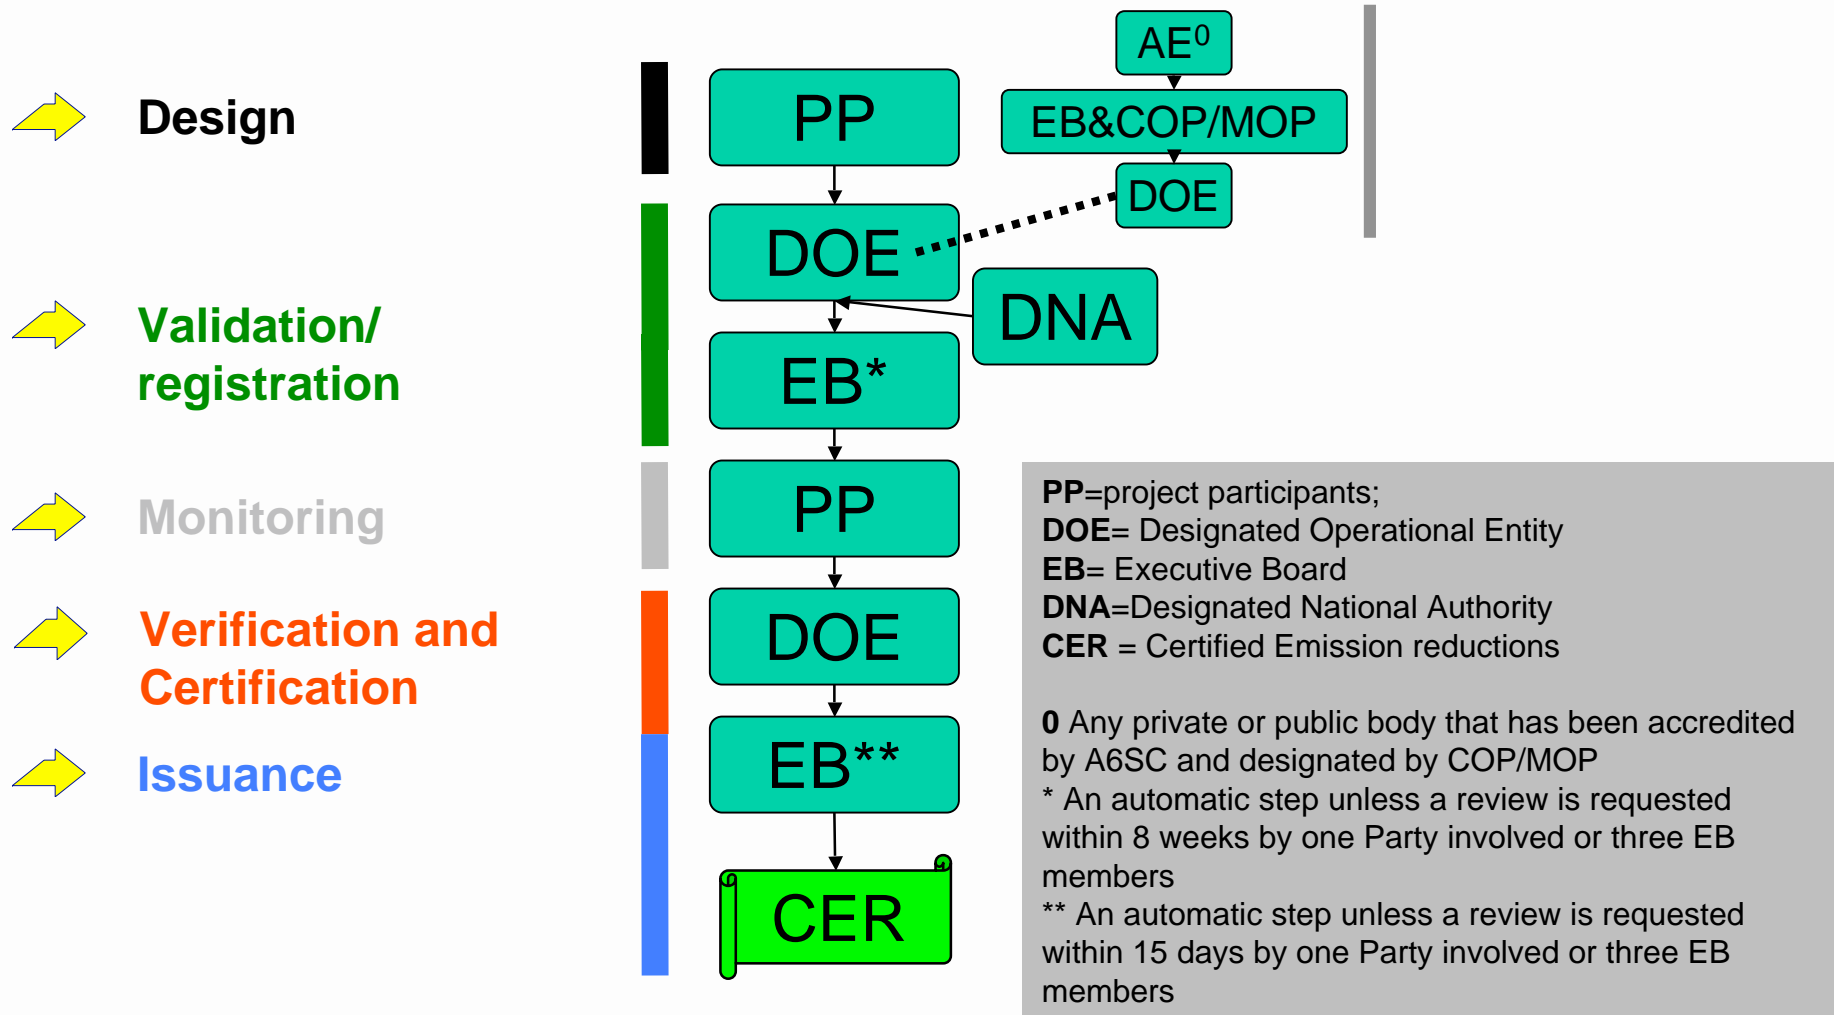 Design
Validation/
registration
Monitoring
Verification and
Certification
Issuance
PP
DOE
EB*
PP
DOE
EB**
CER
AE⁰
EB&COP/MOP
DOE
DNA
PP=project participants;
DOE= Designated Operational Entity
EB= Executive Board
DNA=Designated National Authority
CER = Certified Emission reductions
0 Any private or public body that has been accredited
by A6SC and designated by COP/MOP
* An automatic step unless a review is requested
within 8 weeks by one Party involved or three EB
members
** An automatic step unless a review is requested
within 15 days by one Party involved or three EB
members